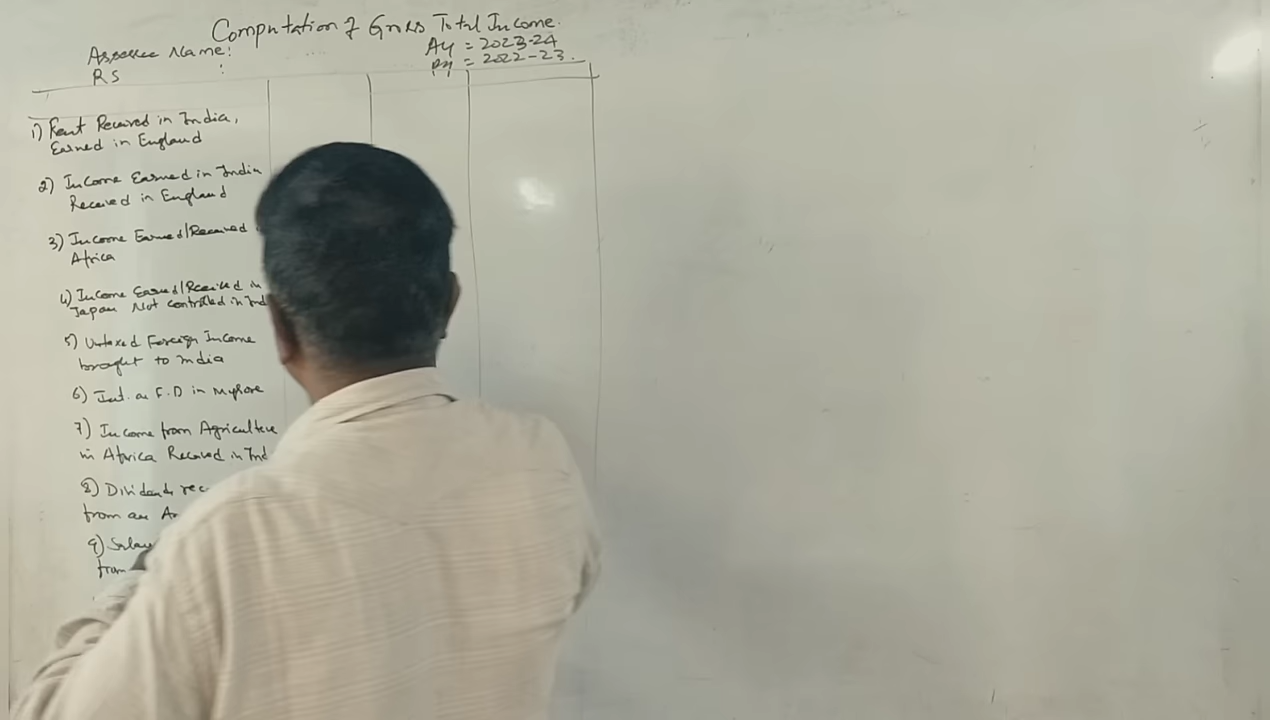 Computation of Gross Total Income.
Assessee Name:
AY = 2023-24
RS :
PY = 2022-23.
1) Rent Received in India,
Earned in England
2) Income Earned in India
Received in England
3) Income Earned/Received
Africa
4) Income Earned/Received in
Japan Not controlled in Ind
5) Untaxed Foreign Income
brought to India
6) Int. on F.D in Mysore
7) Income from Agriculture
in Africa Received in Ind
8) Dividends rec
from an
9) Salary
from